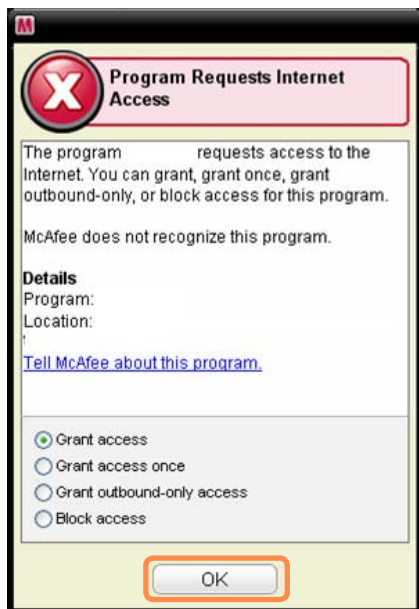 M
Program Requests Internet
Access
The program requests access to the
Internet. You can grant, grant once, grant
outbound-only, or block access for this program.
McAfee does not recognize this program.
Details
Program:
Location:
Tell McAfee about this program.
Grant access
Grant access once
Grant outbound-only access
Block access
OK